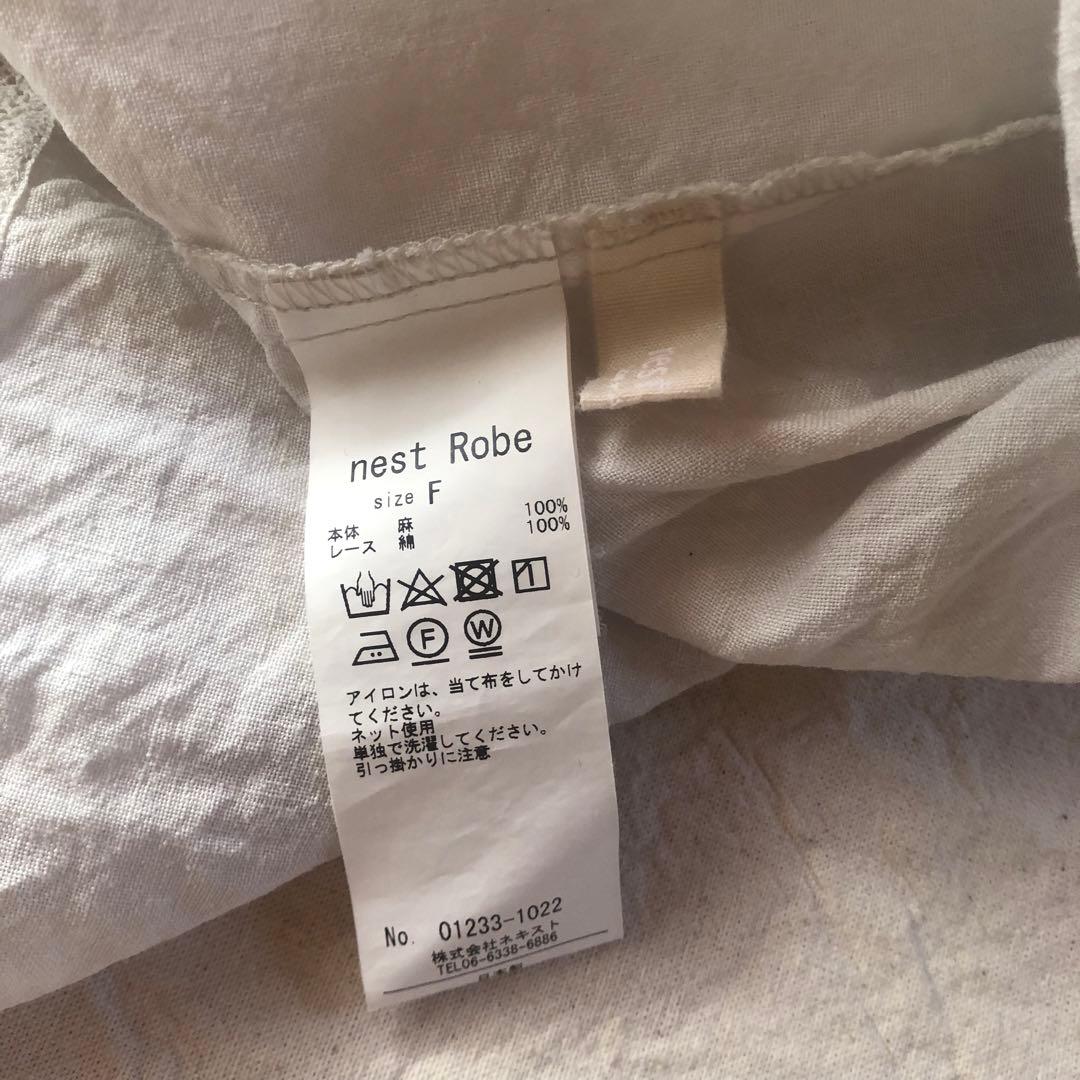 nest Robe
size F
本体 麻 100%
レース 綿 100%
F W
アイロンは、当て布をしてかけ
てください。
ネット使用
単独で洗濯してください。
引っ掛かりに注意
No. 01233-1022
株式会社ネキスト
TEL06-6338-6886
日本製